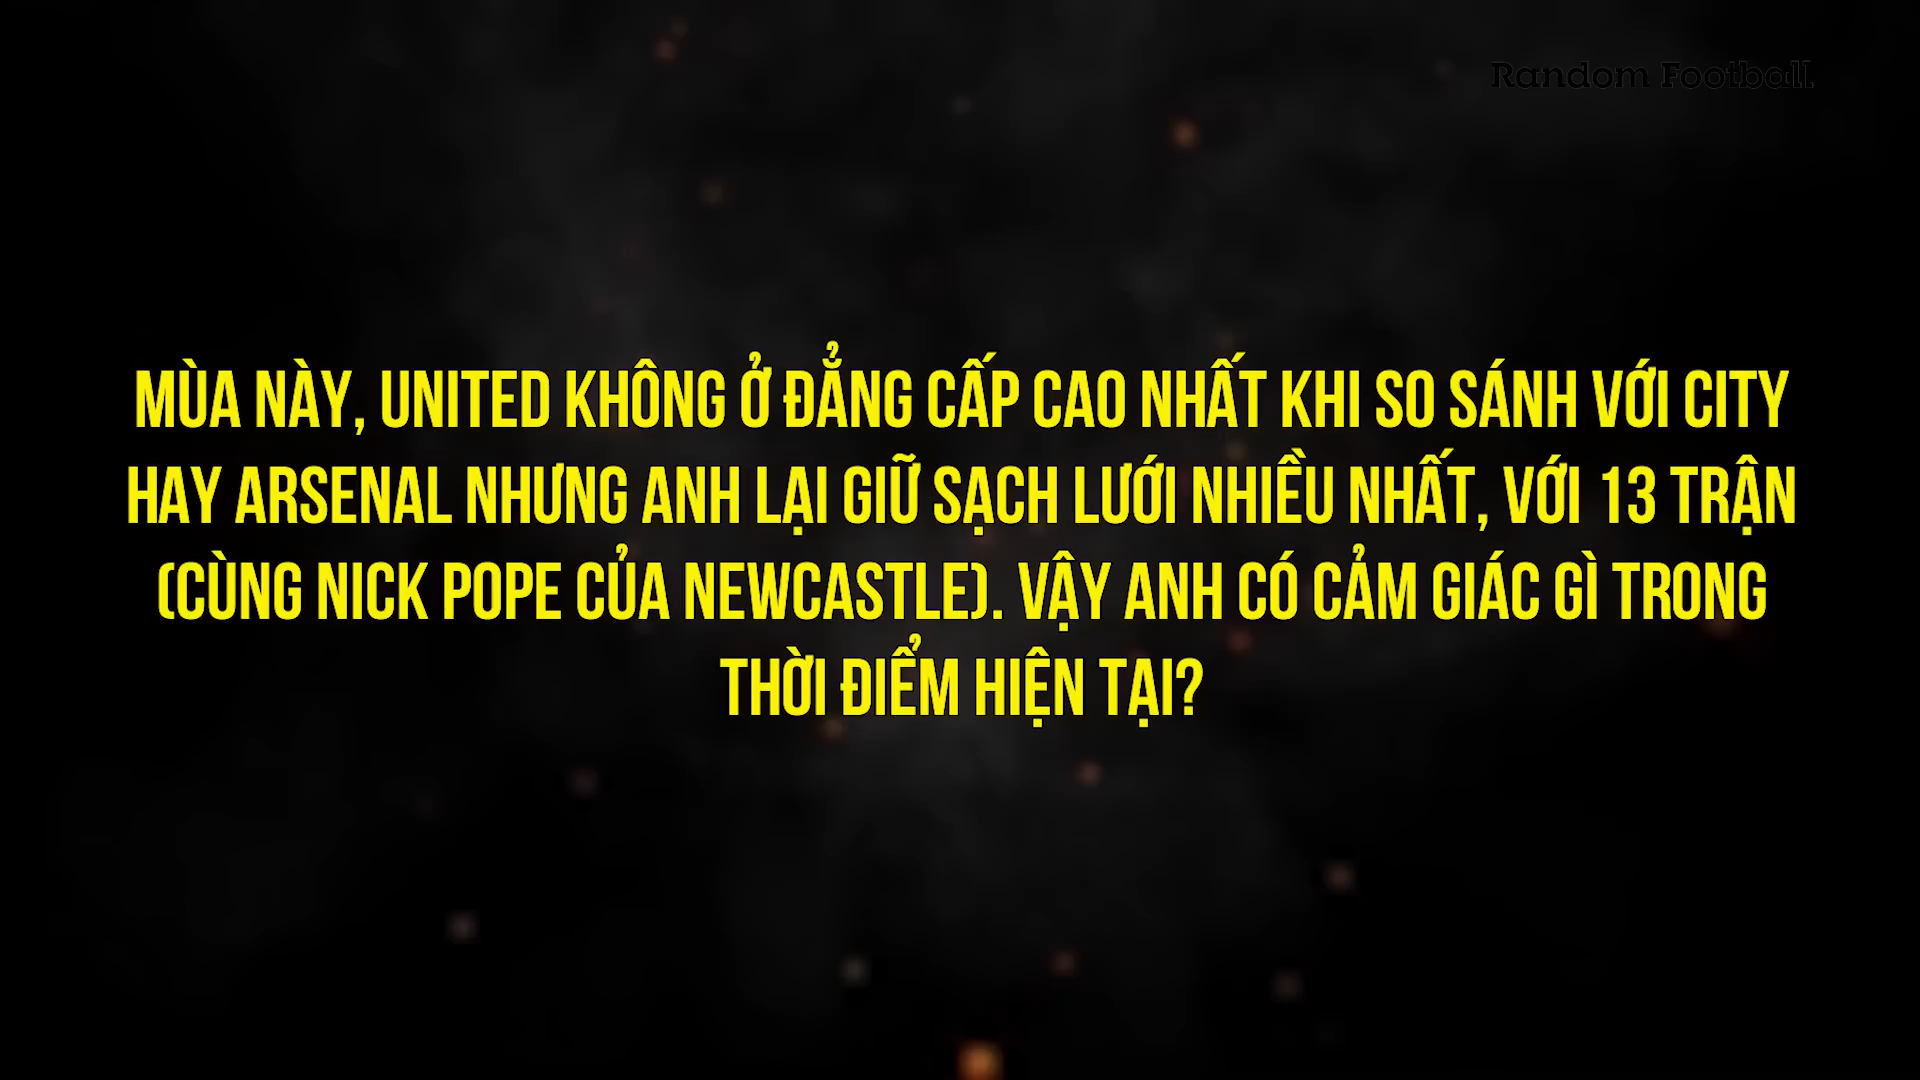 Random Football
MÙA NÀY, UNITED KHÔNG Ở ĐẲNG CẤP CAO NHẤT KHI SO SÁNH VỚI CITY
HAY ARSENAL NHƯNG ANH LẠI GIỮ SẠCH LƯỚI NHIỀU NHẤT, VỚI 13 TRẬN
(CÙNG NICK POPE CỦA NEWCASTLE). VẬY ANH CÓ CẢM GIÁC GÌ TRONG
THỜI ĐIỂM HIỆN TẠI?